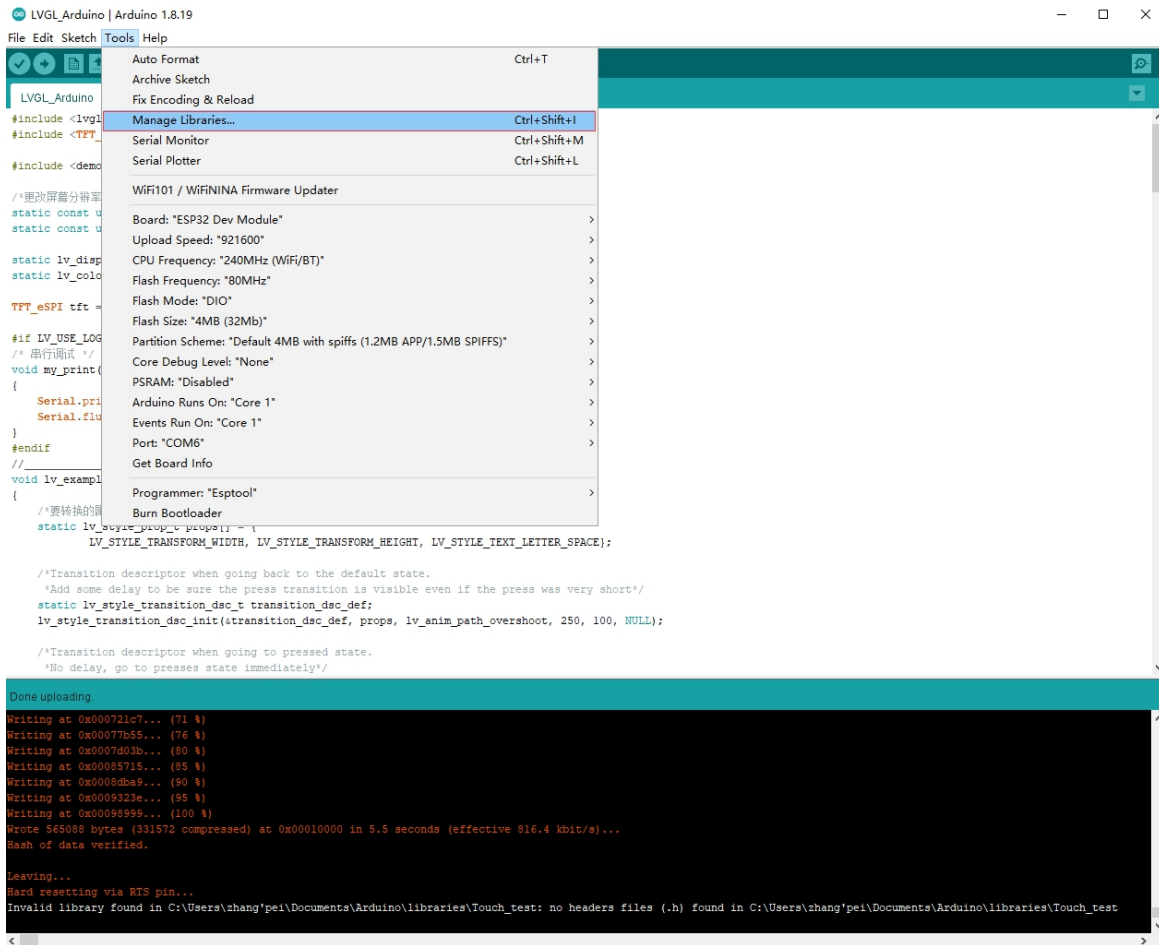 LVGL_Arduino | Arduino 1.8.19
File Edit Sketch Tools Help
Auto Format Ctrl+T
Archive Sketch
Fix Encoding & Reload
LVGL_Arduino
Manage Libraries... Ctrl+Shift+I
Serial Monitor Ctrl+Shift+M
Serial Plotter Ctrl+Shift+L
WiFi101 / WiFiNINA Firmware Updater
Board: "ESP32 Dev Module"
Upload Speed: "921600"
CPU Frequency: "240MHz (WiFi/BT)"
Flash Frequency: "80MHz"
Flash Mode: "DIO"
Flash Size: "4MB (32Mb)"
Partition Scheme: "Default 4MB with spiffs (1.2MB APP/1.5MB SPIFFS)"
Core Debug Level: "None"
PSRAM: "Disabled"
Arduino Runs On: "Core 1"
Events Run On: "Core 1"
Port: "COM6"
Get Board Info
Programmer: "Esptool"
Burn Bootloader
#include <lvgl
#include <TFT_
#include <demo
/*更改屏幕分辨率
static const u
static const u
static lv_disp
static lv_colo
TFT_eSPI tft =
#if LV_USE_LOG
/* 串行调试 */
void my_print(
{
Serial.pri
Serial.flu
}
#endif
//______________
void lv_exampl
{
/*要转换的属
static lv_style_prop_t props[] = {
LV_STYLE_TRANSFORM_WIDTH, LV_STYLE_TRANSFORM_HEIGHT, LV_STYLE_TEXT_LETTER_SPACE};
/*Transition descriptor when going back to the default state.
*Add some delay to be sure the press transition is visible even if the press was very short*/
static lv_style_transition_dsc_t transition_dsc_def;
lv_style_transition_dsc_init(&transition_dsc_def, props, lv_anim_path_overshoot, 250, 100, NULL);
/*Transition descriptor when going to pressed state.
*No delay, go to presses state immediately*/
Done uploading.
Writing at 0x000721c7... (71 %)
Writing at 0x00077b55... (76 %)
Writing at 0x0007d03b... (80 %)
Writing at 0x00085715... (85 %)
Writing at 0x0008dba9... (90 %)
Writing at 0x0009323e... (95 %)
Writing at 0x00098999... (100 %)
Wrote 565088 bytes (331572 compressed) at 0x00010000 in 5.5 seconds (effective 816.4 kbit/s)...
Hash of data verified.
Leaving...
Hard resetting via RTS pin...
Invalid library found in C:\Users\zhang'pei\Documents\Arduino\libraries\Touch_test: no headers files (.h) found in C:\Users\zhang'pei\Documents\Arduino\libraries\Touch_test